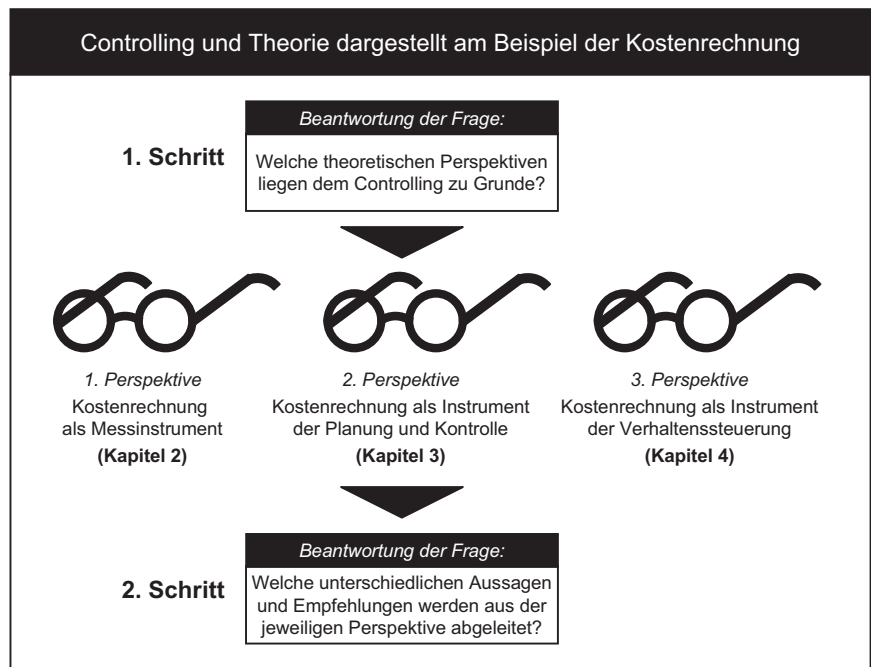 Controlling und Theorie dargestellt am Beispiel der Kostenrechnung
1. Schritt
Beantwortung der Frage:
Welche theoretischen Perspektiven
liegen dem Controlling zu Grunde?
1. Perspektive
Kostenrechnung
als Messinstrument
(Kapitel 2)
2. Perspektive
Kostenrechnung als Instrument
der Planung und Kontrolle
(Kapitel 3)
3. Perspektive
Kostenrechnung als Instrument
der Verhaltenssteuerung
(Kapitel 4)
2. Schritt
Beantwortung der Frage:
Welche unterschiedlichen Aussagen
und Empfehlungen werden aus der
jeweiligen Perspektive abgeleitet?